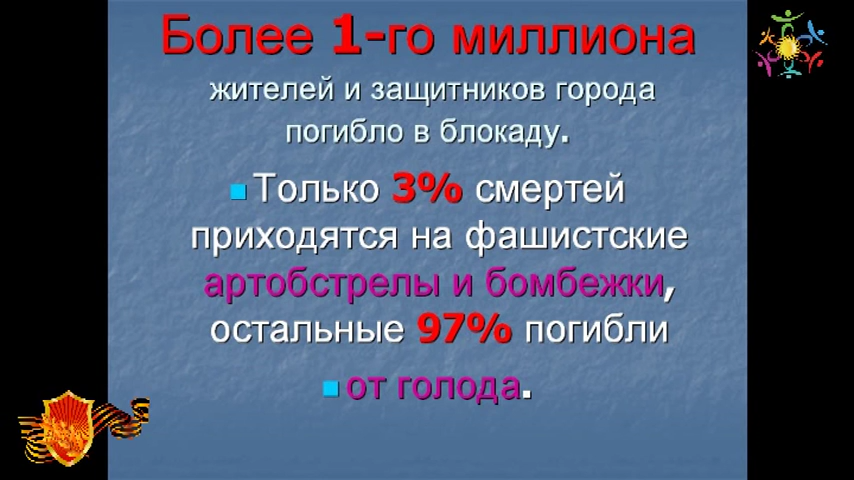 Более 1-го миллиона
жителей и защитников города
погибло в блокаду.
Только 3% смертей
приходятся на фашистские
артобстрелы и бомбежки,
остальные 97% погибли
от голода.